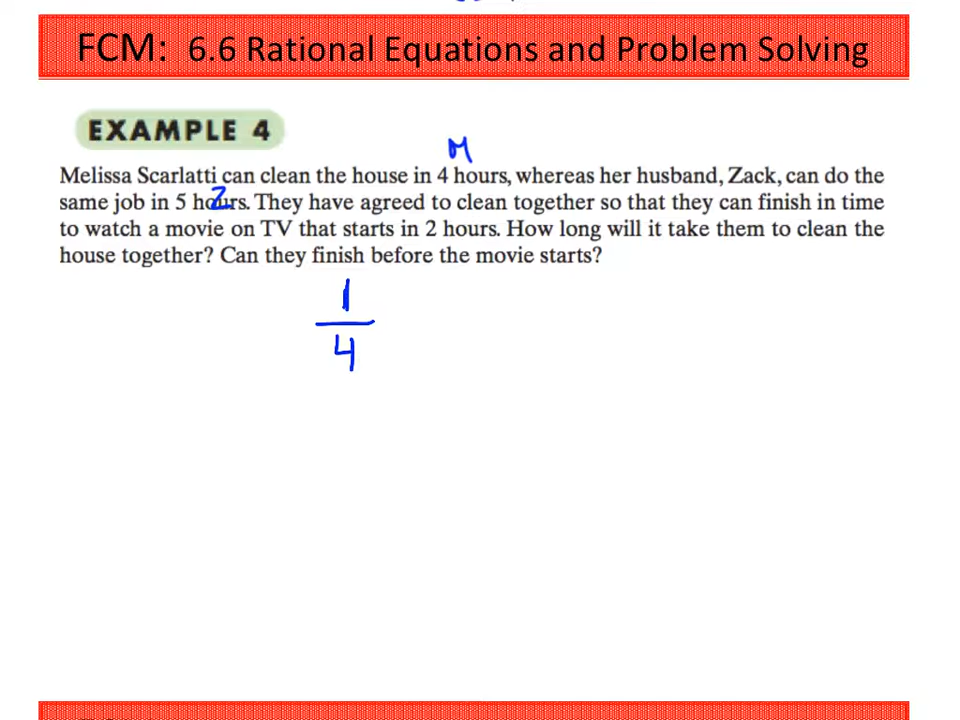 FCM: 6.6 Rational Equations and Problem Solving
EXAMPLE 4
M
Melissa Scarlatti can clean the house in 4 hours, whereas her husband, Zack, can do the
same job in 5 hours. They have agreed to clean together so that they can finish in time
Z
to watch a movie on TV that starts in 2 hours. How long will it take them to clean the
house together? Can they finish before the movie starts?
1
4